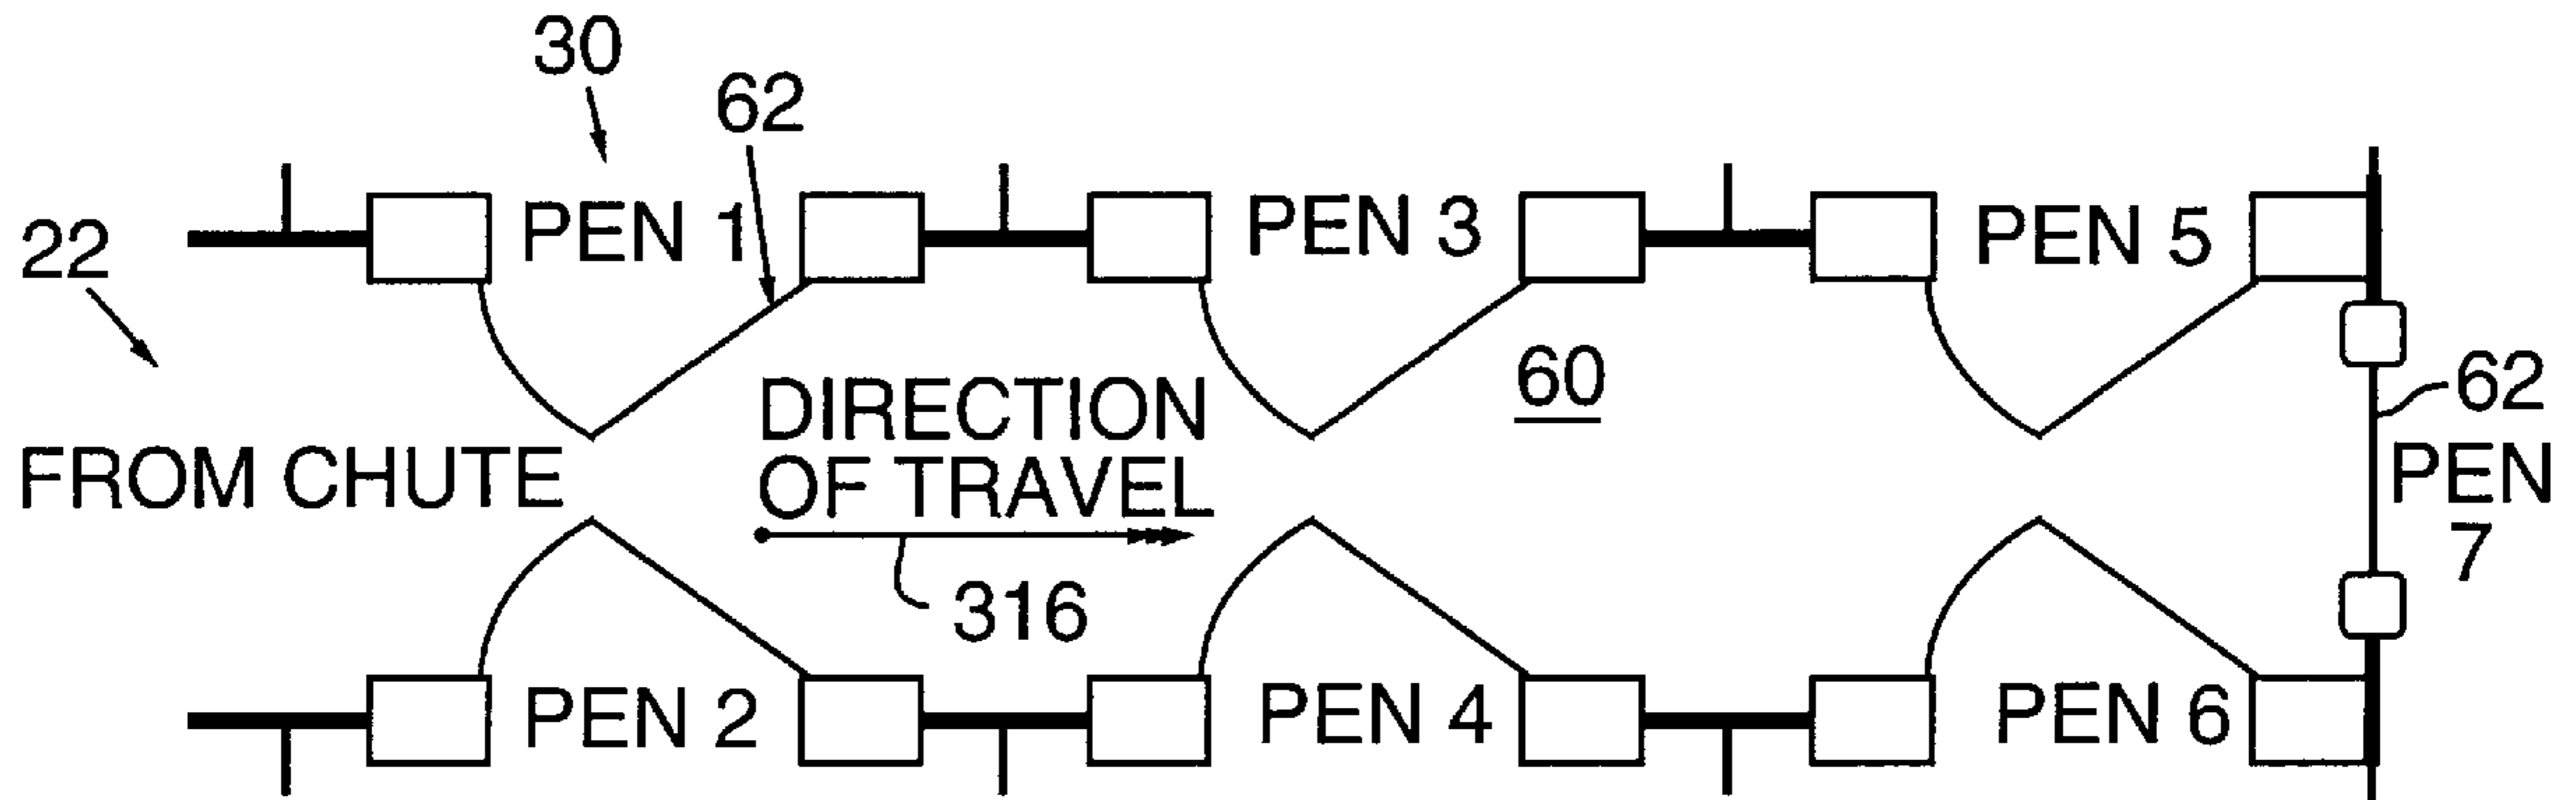 30
62
22
PEN 1
PEN 3
PEN 5
60
62
DIRECTION
OF TRAVEL
FROM CHUTE
PEN
7
316
PEN 2
PEN 4
PEN 6